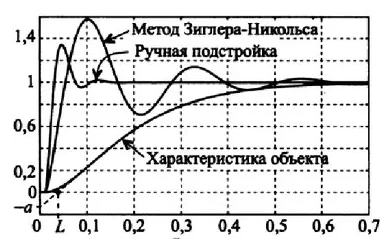 1,4
Метод Зиглера-Никольса
Ручная подстройка
1
0,6
Характеристика объекта
0,2
0
–a
L 0,1 0,2 0,3 0,4 0,5 0,6 0,7